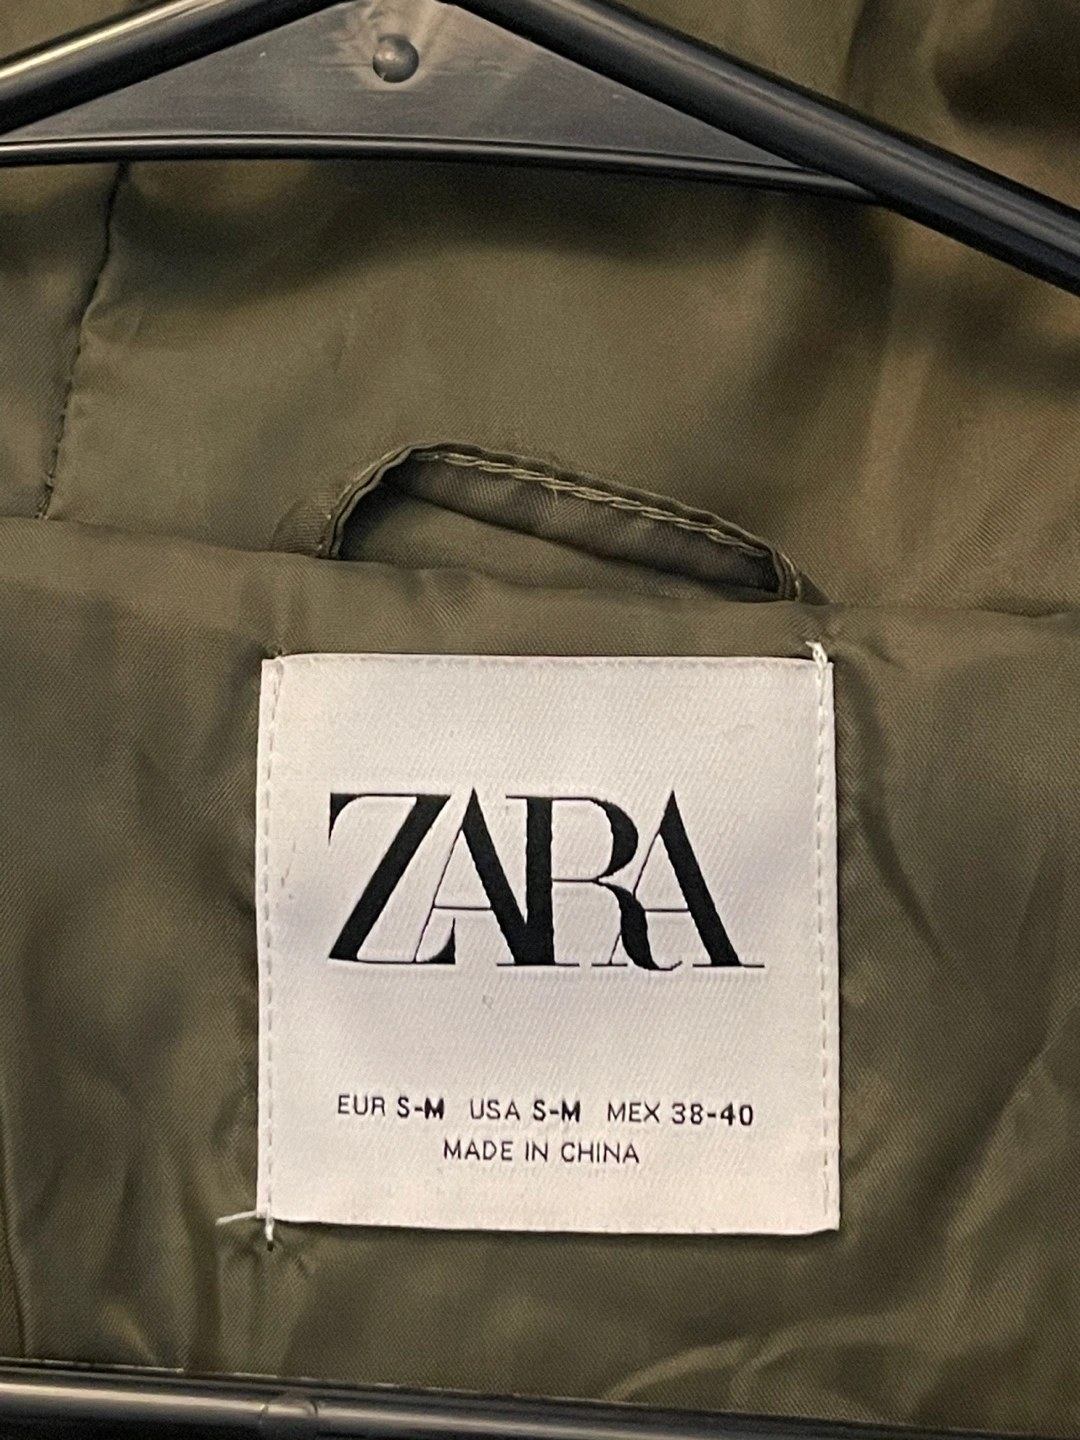 ZARA
EUR S-M USA S-M MEX 38-40
MADE IN CHINA